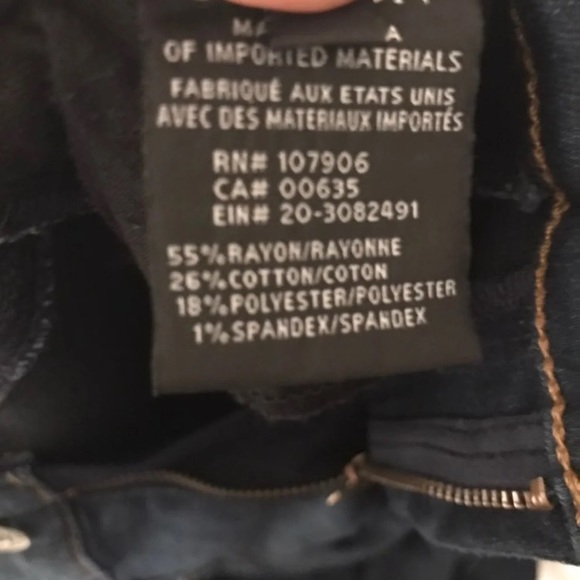 OF IMPORTED MATERIALS
FABRIQUÉ AUX ETATS UNIS
AVEC DES MATERIAUX IMPORTÉS
RN# 107906
CA# 00635
EIN# 20-3082491
55% RAYON/RAYONNE
26% COTTON/COTON
18% POLYESTER/POLYESTER
1% SPANDEX/SPANDEX